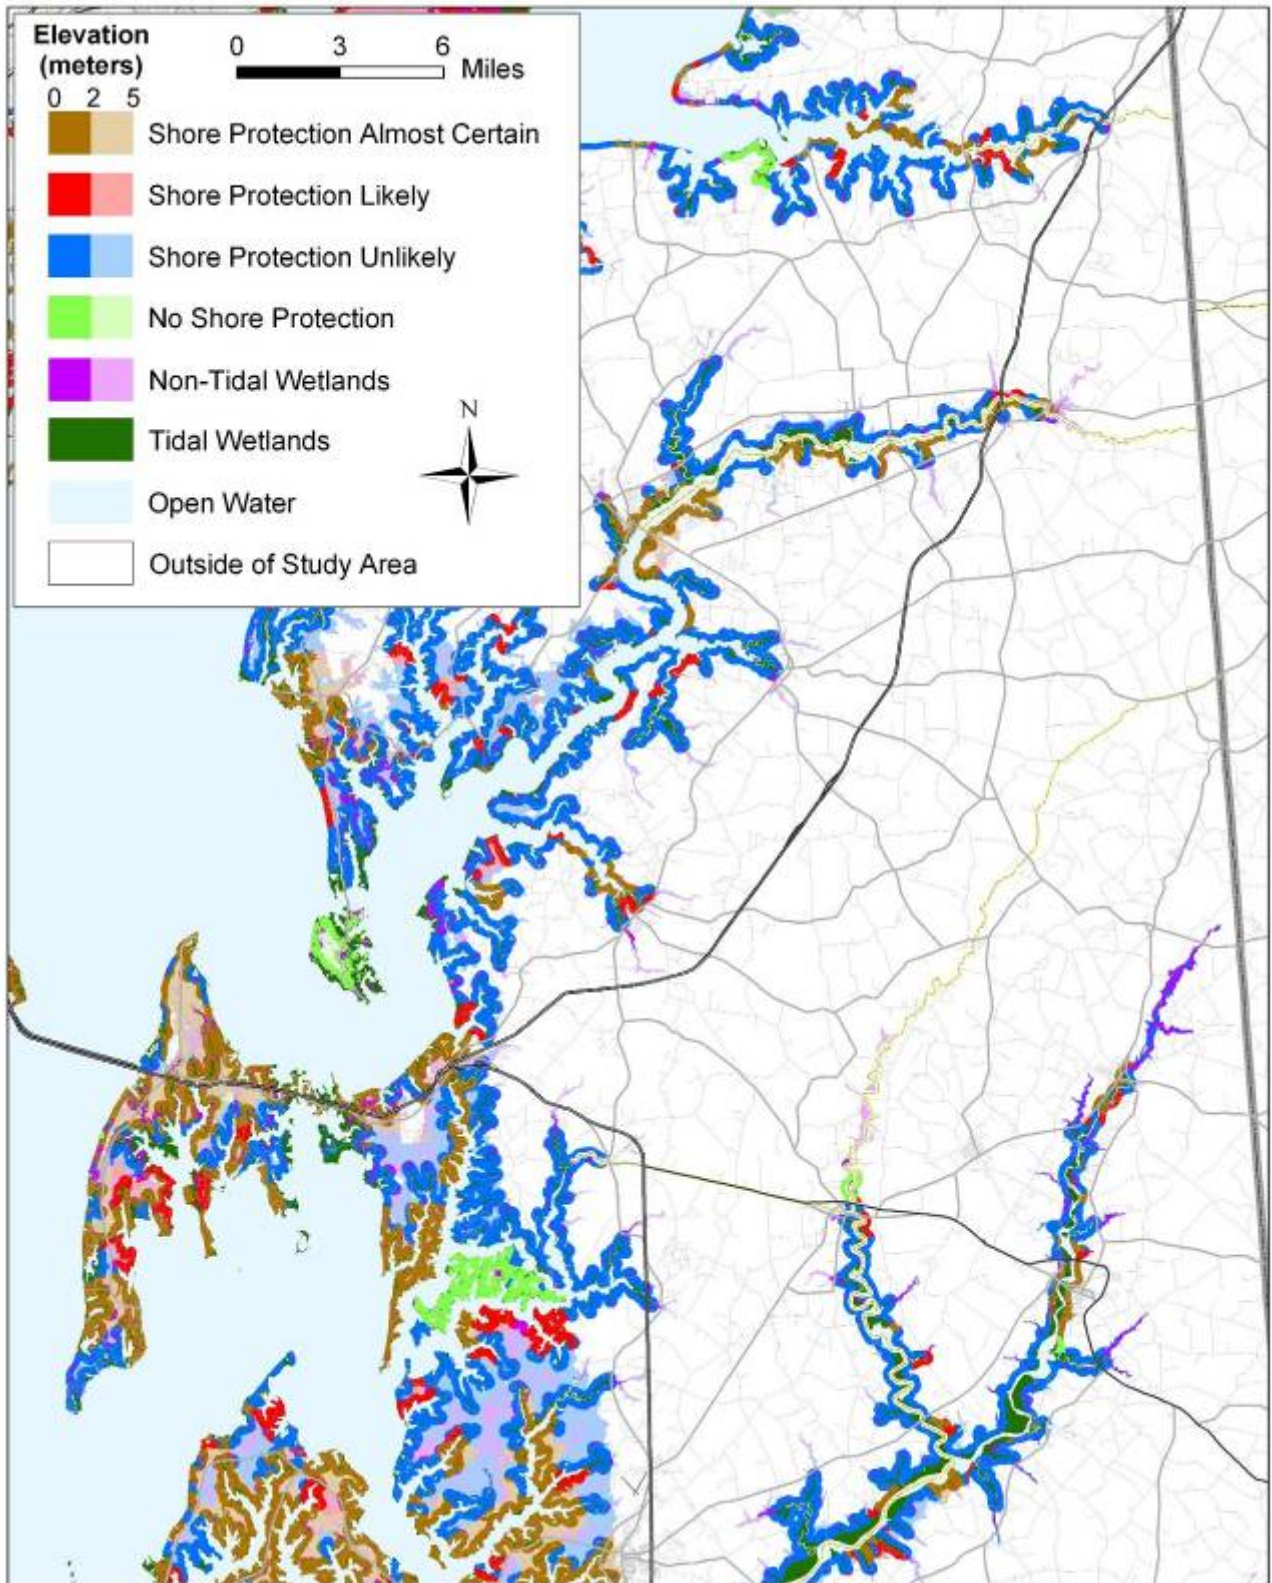 Elevation
(meters)
0 2 5
0 3 6
Miles
Shore Protection Almost Certain
Shore Protection Likely
Shore Protection Unlikely
No Shore Protection
Non-Tidal Wetlands
Tidal Wetlands
Open Water
Outside of Study Area
N